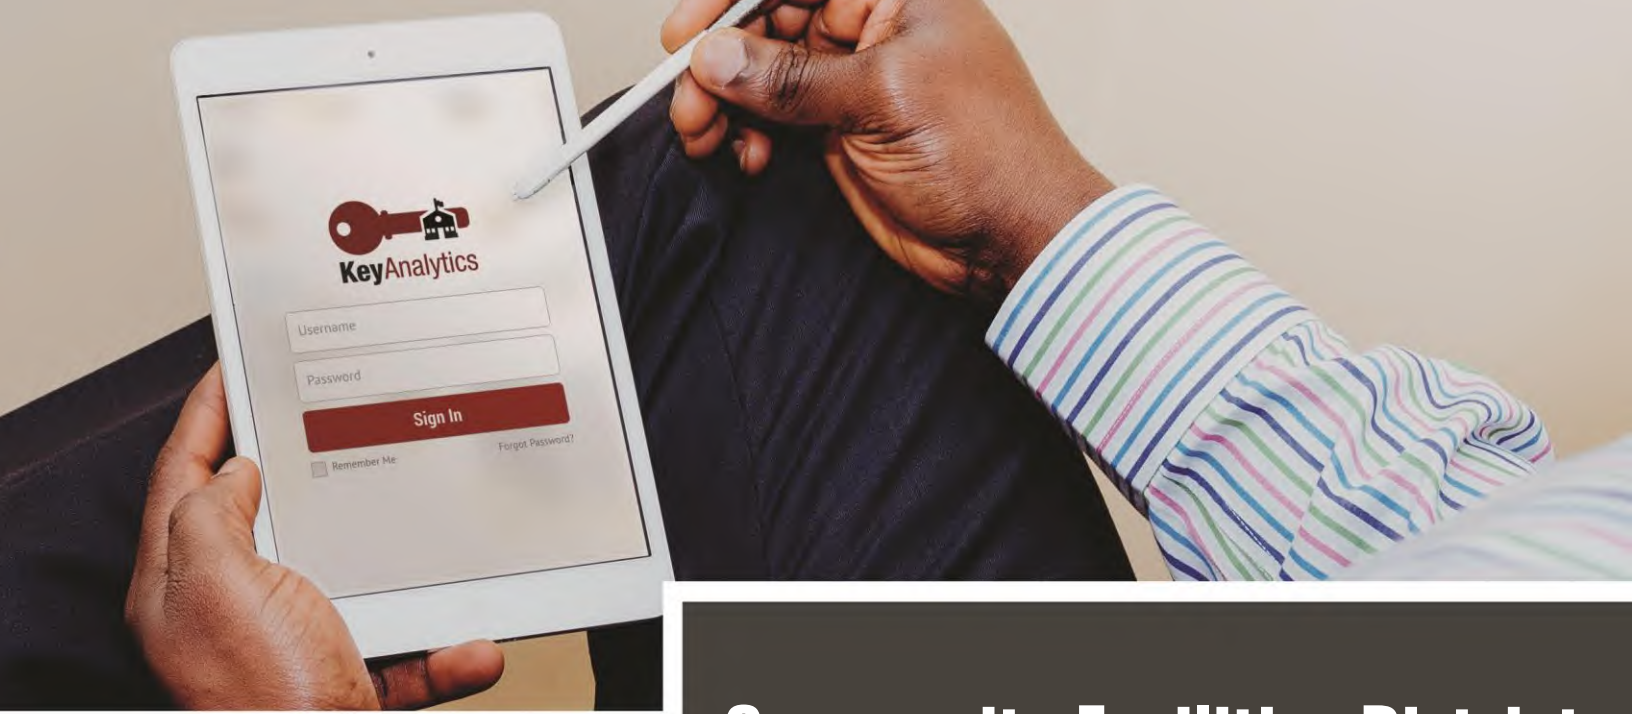 KeyAnalytics
Username
Password
Sign In
Forgot Password?
Remember Me